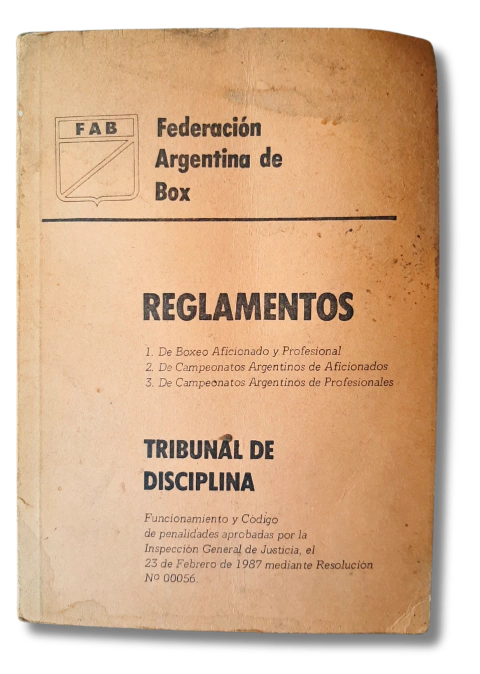 FAB
Federación
Argentina de
Box
REGLAMENTOS
1. De Boxeo Aficionado y Profesional
2. De Campeonatos Argentinos de Aficionados
3. De Campeonatos Argentinos de Profesionales
TRIBUNAL DE
DISCIPLINA
Funcionamiento y Código
de penalidades aprobadas por la
Inspección General de Justicia, el
23 de Febrero de 1987 mediante Resolución
Nº 00056.